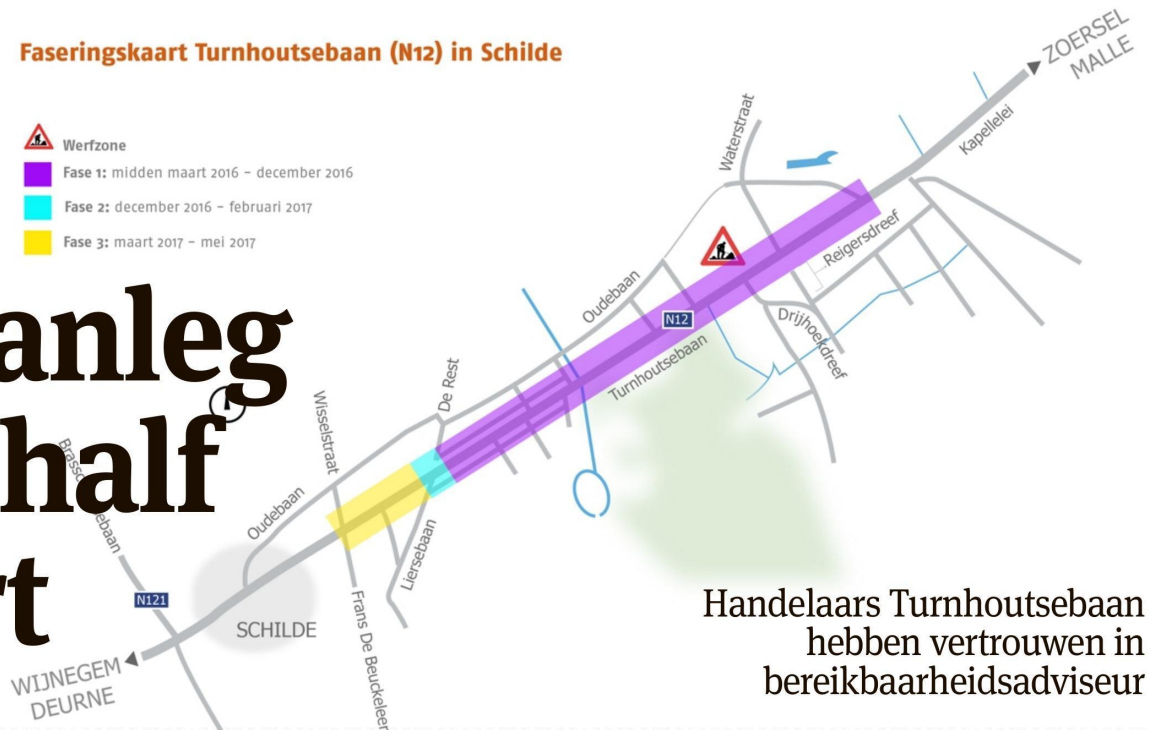 Faseringskaart Turnhoutsebaan (N12) in Schilde
Werfzone
Fase 1: midden maart 2016 - december 2016
Fase 2: december 2016 - februari 2017
Fase 3: maart 2017 - mei 2017
anleg
half
rt
ZOERSEL
MALLE
Kapellelei
Waterstraat
Reigersdreef
Oudebaan
N12
Turnhoutsebaan
Drijhoekdreef
De Rest
Wisselstraat
Oudebaan
Liersebaan
N121
SCHILDE
Frans De Beuckeleer
WIJNEGEM
DEURNE
Handelaars Turnhoutsebaan
hebben vertrouwen in
bereikbaarheidsadviseur